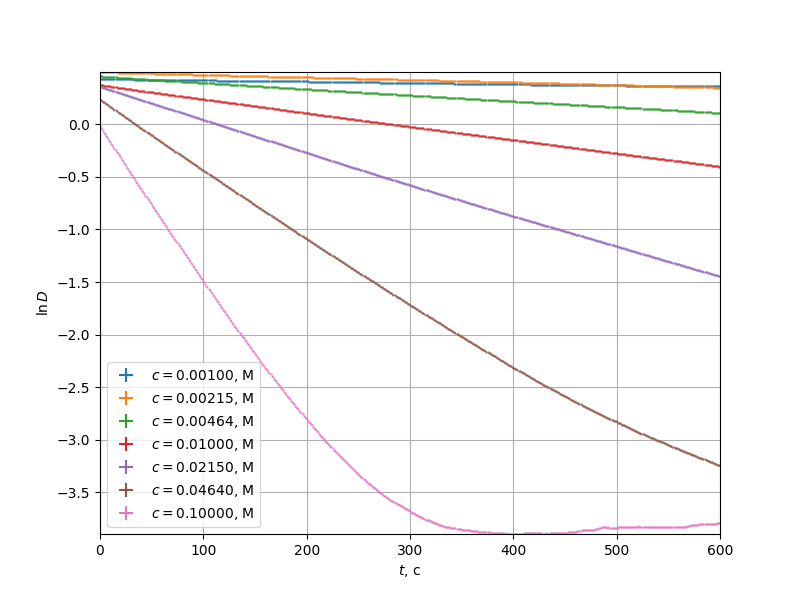 0.0
−0.5
−1.0
−1.5
−2.0
−2.5
−3.0
−3.5
ln D
c = 0.00100, M
c = 0.00215, M
c = 0.00464, M
c = 0.01000, M
c = 0.02150, M
c = 0.04640, M
c = 0.10000, M
0 100 200 300 400 500 600
t, c